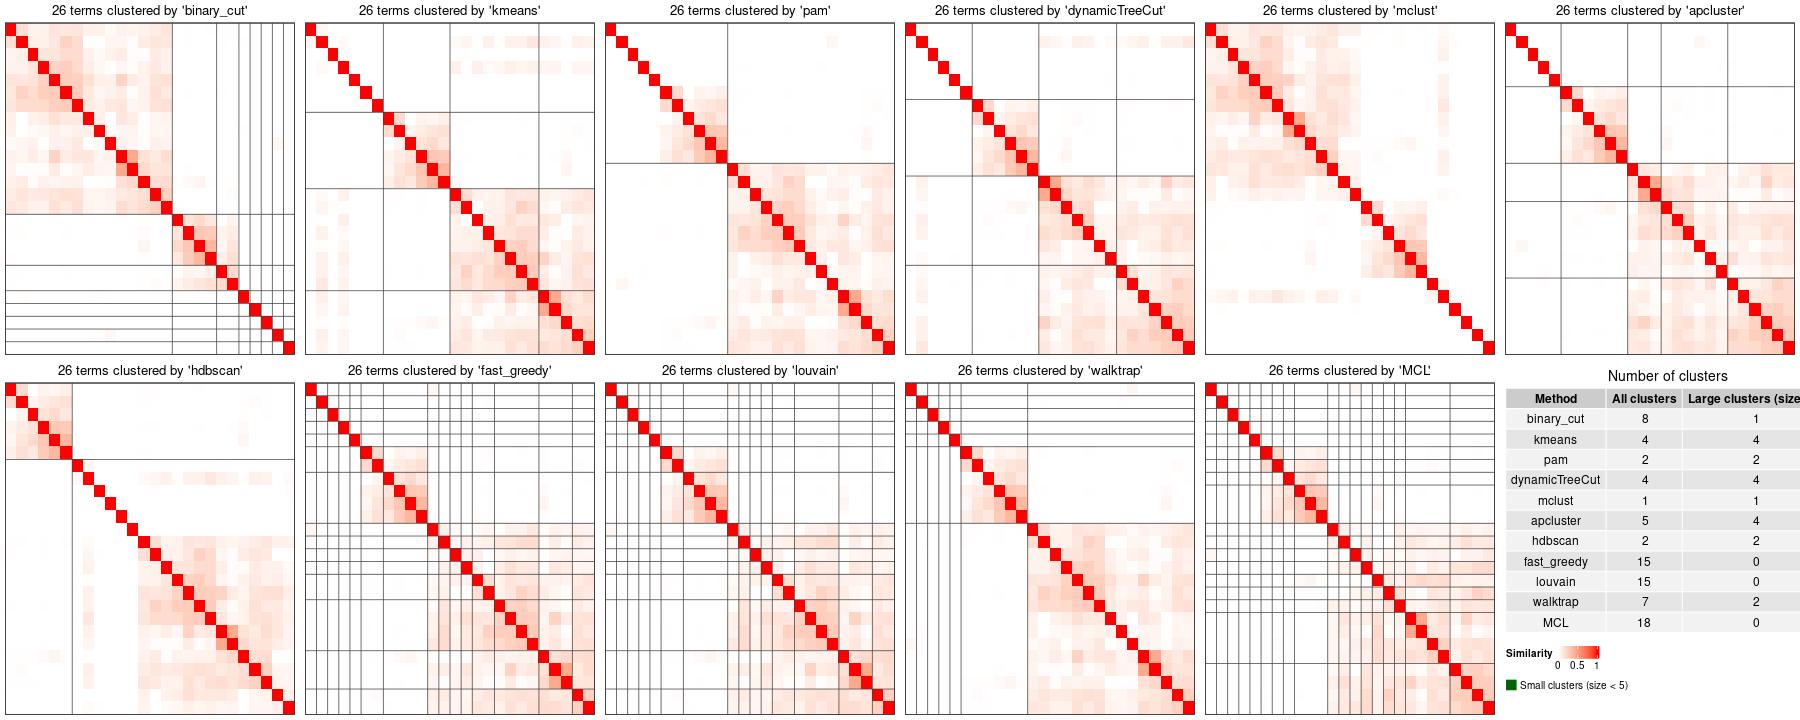 26 terms clustered by 'binary_cut'
26 terms clustered by 'kmeans'
26 terms clustered by 'pam'
26 terms clustered by 'dynamicTreeCut'
26 terms clustered by 'mclust'
26 terms clustered by 'apcluster'
26 terms clustered by 'hdbscan'
26 terms clustered by 'fast_greedy'
26 terms clustered by 'louvain'
26 terms clustered by 'walktrap'
26 terms clustered by 'MCL'
Number of clusters
Method All clusters Large clusters (size
binary_cut 8 1
kmeans 4 4
pam 2 2
dynamicTreeCut 4 4
mclust 1 1
apcluster 5 4
hdbscan 2 2
fast_greedy 15 0
louvain 15 0
walktrap 7 2
MCL 18 0
Similarity
0 0.5 1
Small clusters (size < 5)